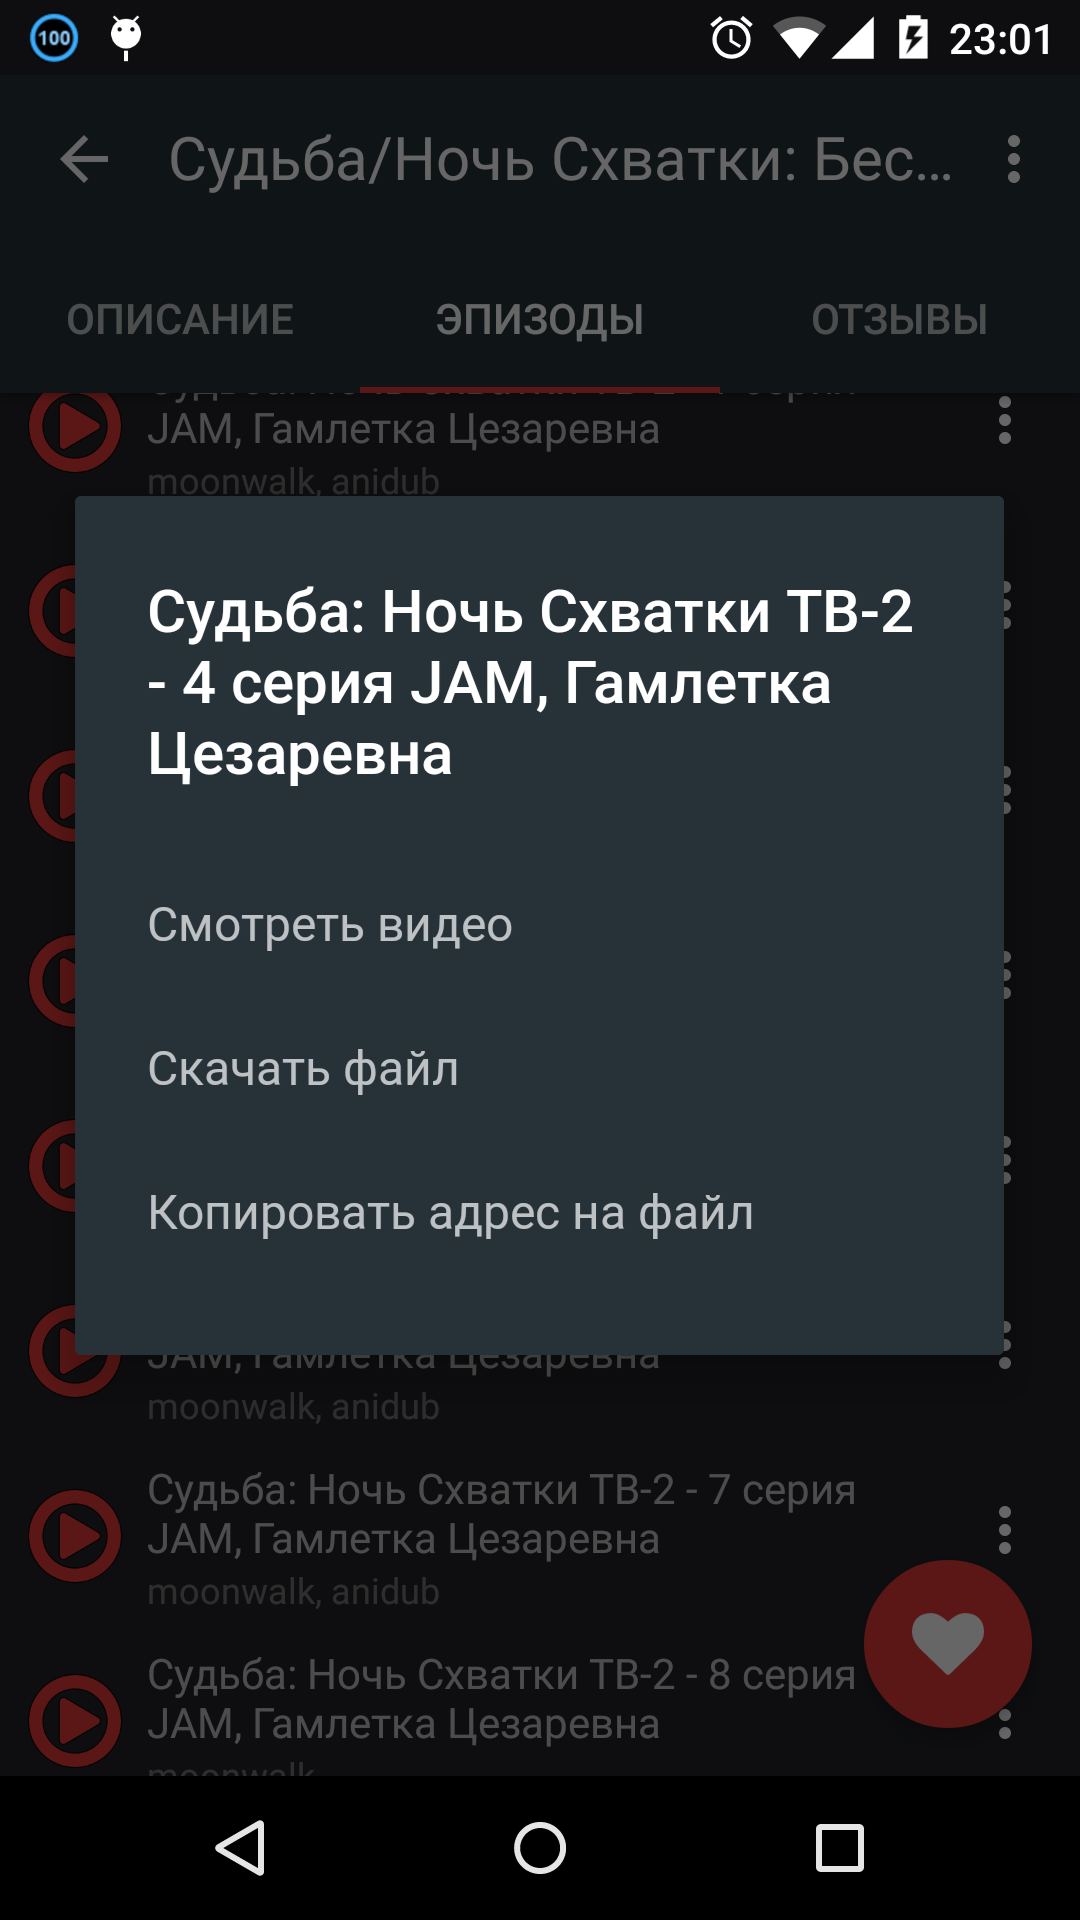 100
23:01
Судьба/Ночь Схватки: Бес...
ОПИСАНИЕ
ЭПИЗОДЫ
ОТЗЫВЫ
JAM, Гамлетка Цезаревна
moonwalk, anidub
Судьба: Ночь Схватки ТВ-2
- 4 серия JAM, Гамлетка
Цезаревна
Смотреть видео
Скачать файл
Копировать адрес на файл
JAM, Гамлетка Цезаревна
moonwalk, anidub
Судьба: Ночь Схватки ТВ-2 - 7 серия
JAM, Гамлетка Цезаревна
moonwalk, anidub
Судьба: Ночь Схватки ТВ-2 - 8 серия
JAM, Гамлетка Цезаревна
moonwalk